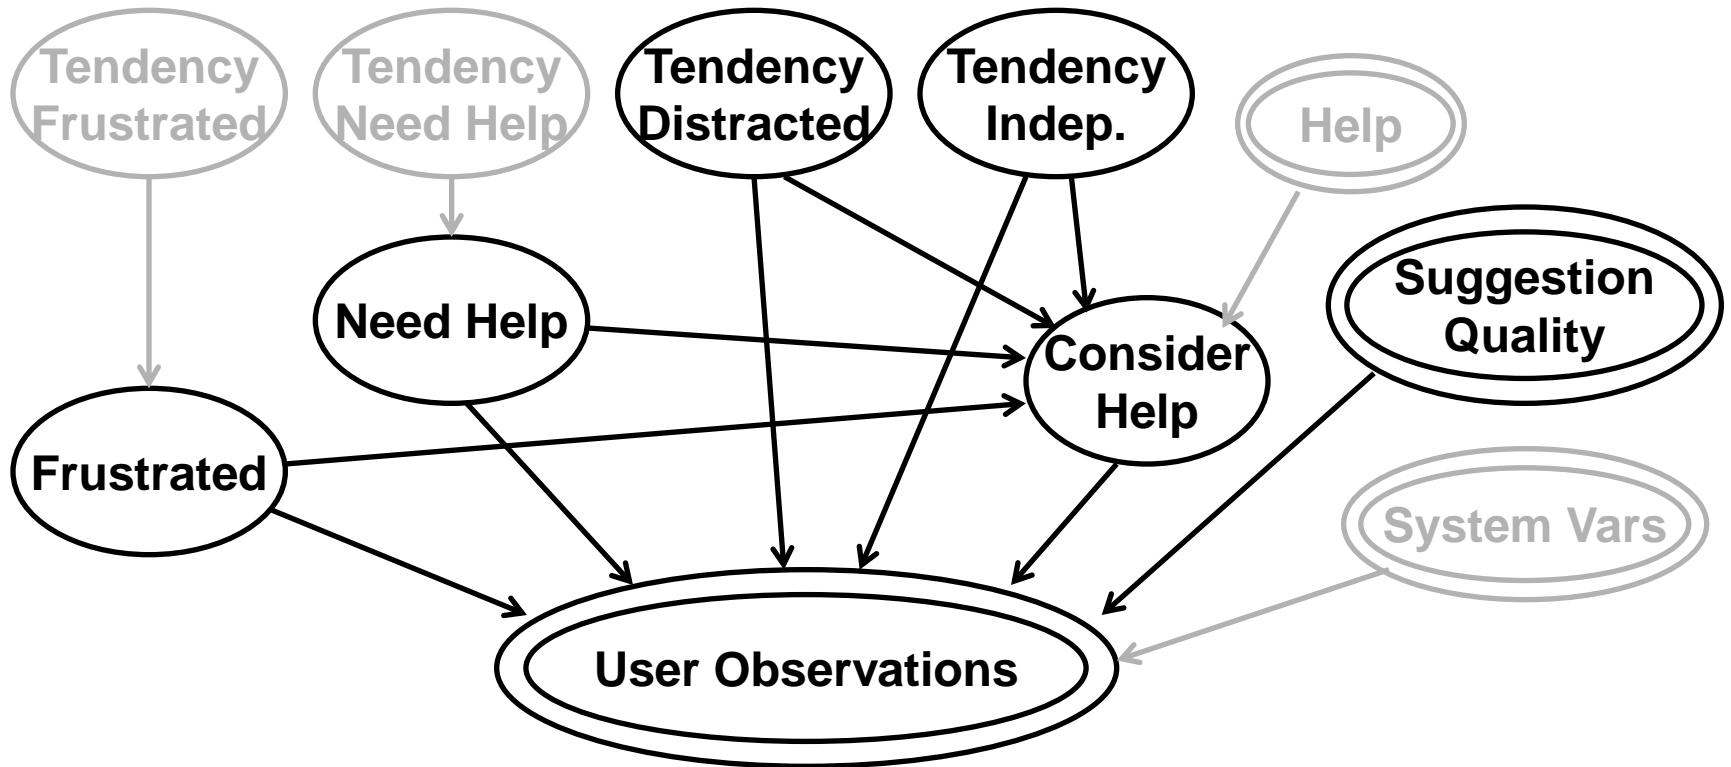 Tendency
Frustrated
Tendency
Need Help
Tendency
Distracted
Tendency
Indep.
Help
Suggestion
Quality
Need Help
Consider
Help
Frustrated
System Vars
User Observations